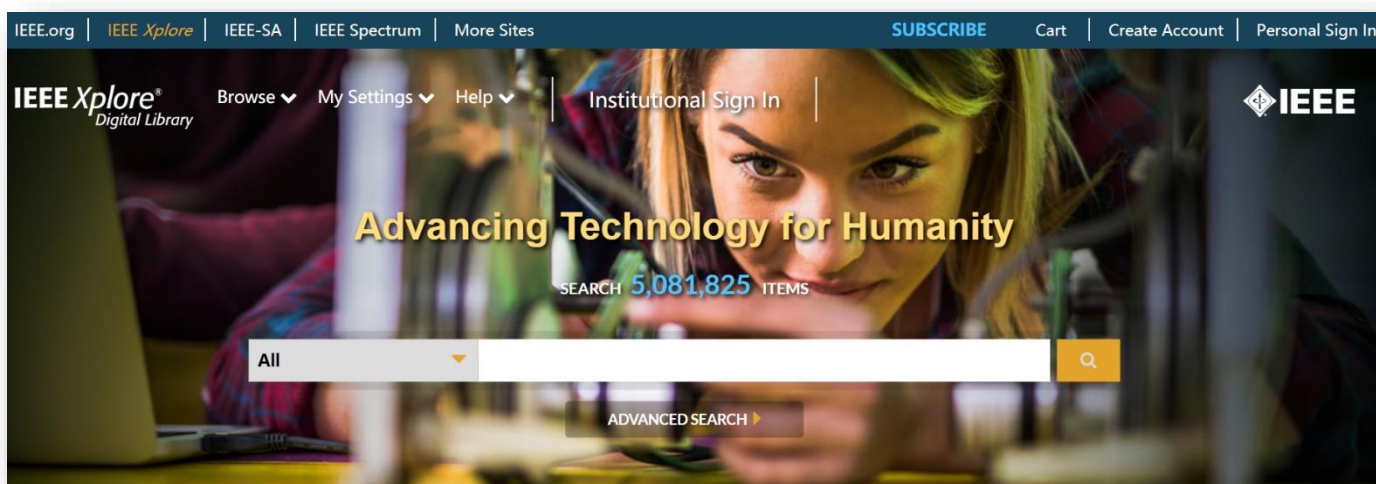 IEEE.org IEEE Xplore IEEE-SA IEEE Spectrum More Sites SUBSCRIBE Cart Create Account Personal Sign In
IEEE Xplore® Browse My Settings Help Institutional Sign In IEEE
Digital Library
Advancing Technology for Humanity
SEARCH 5,081,825 ITEMS
All
ADVANCED SEARCH